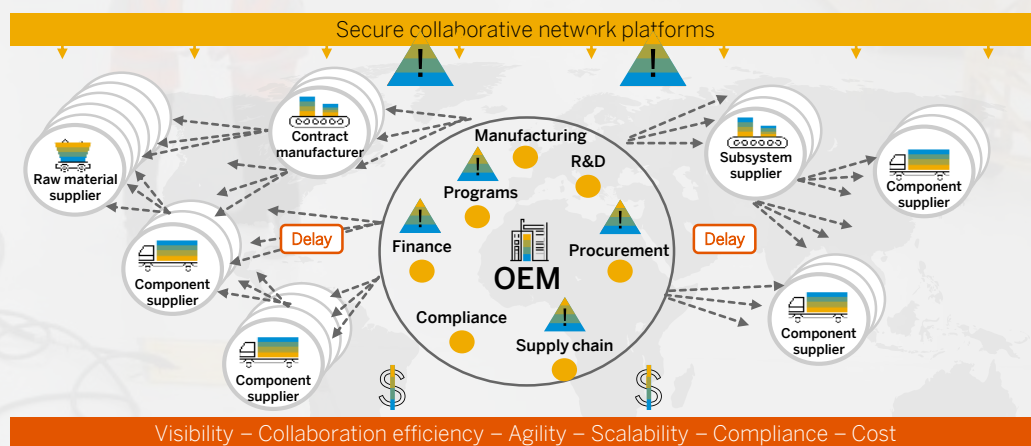 Secure collaborative network platforms
!
!
Contract
manufacturer
Manufacturing
R&D
Subsystem
supplier
Raw material
supplier
!
Programs
Component
supplier
!
Finance
!
Procurement
Delay
Delay
OEM
Component
supplier
Compliance
!
Supply chain
Component
supplier
Component
supplier
$
$
Visibility – Collaboration efficiency – Agility – Scalability – Compliance – Cost